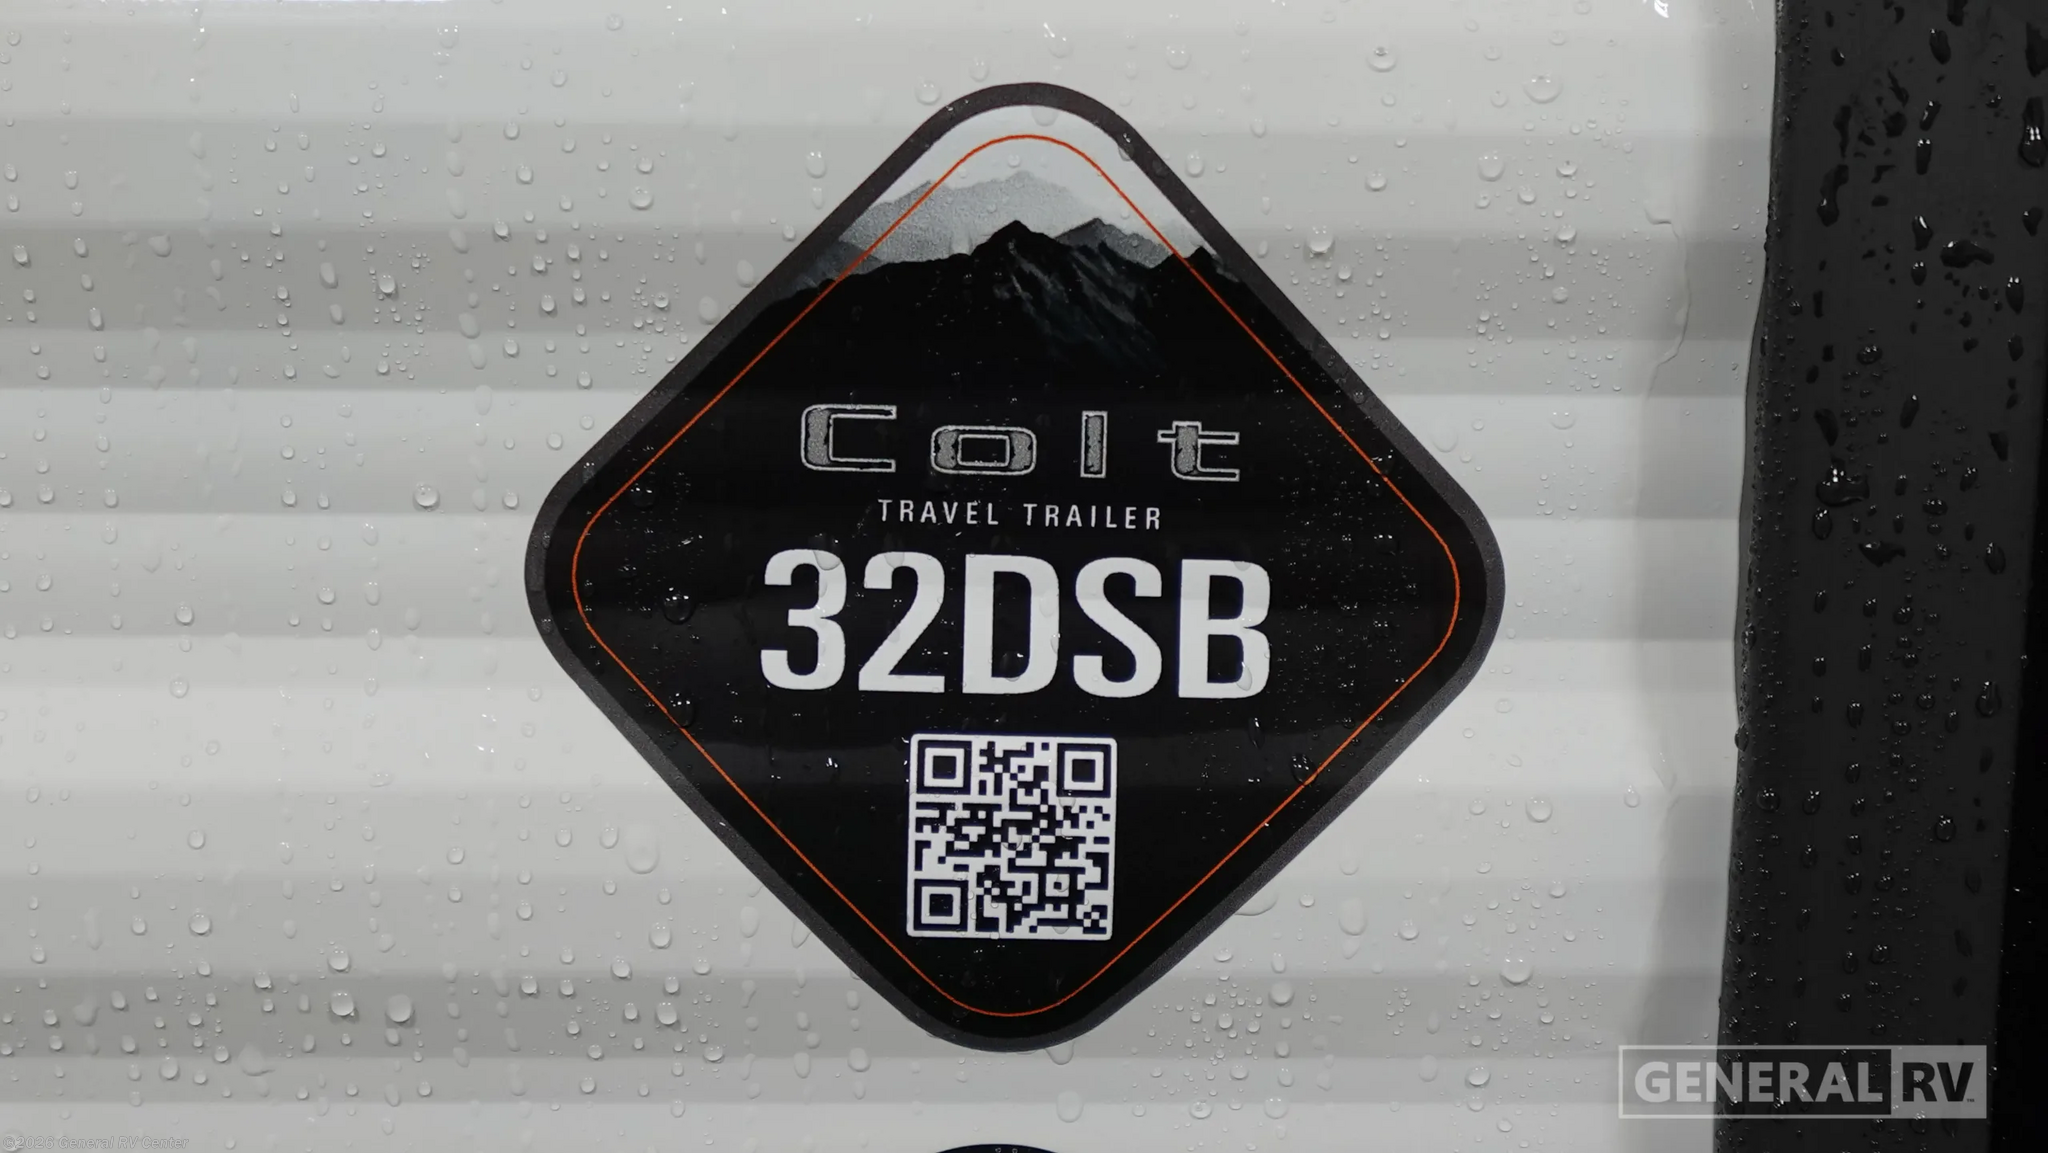 Colt
TRAVEL TRAILER
32DSB
GENERAL RV
©2026 General RV Center